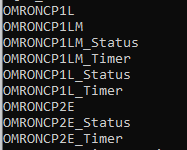 OMRONCP1L
OMRONCP1LM
OMRONCP1LM_Status
OMRONCP1LM_Timer
OMRONCP1L_Status
OMRONCP1L_Timer
OMRONCP2E
OMRONCP2E_Status
OMRONCP2E_Timer